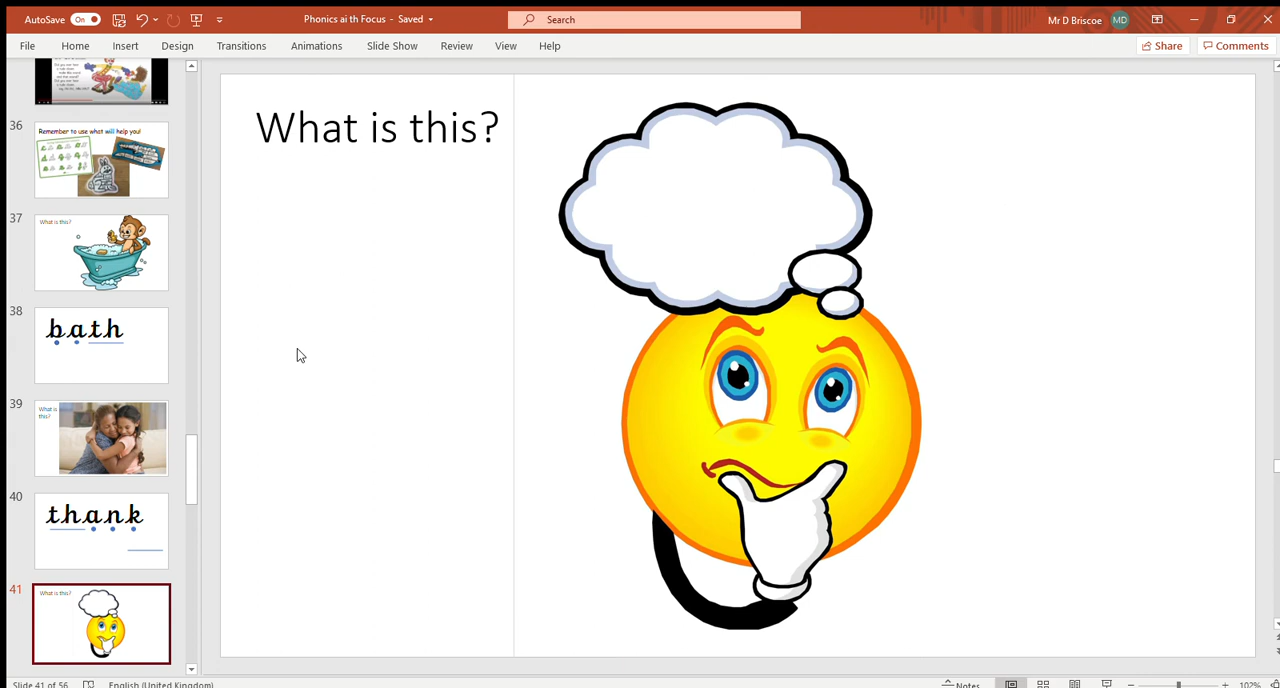 AutoSave On
Phonics ai th Focus - Saved
Search
Mr D Briscoe MD
File Home Insert Design Transitions Animations Slide Show Review View Help
Share Comments
36
Remember to use what will help you!
37
What is this?
38
bath
39
What is
this?
40
thank
41
What is this?
What is this?
Slide 41 of 56 English (United Kingdom) Notes 102%